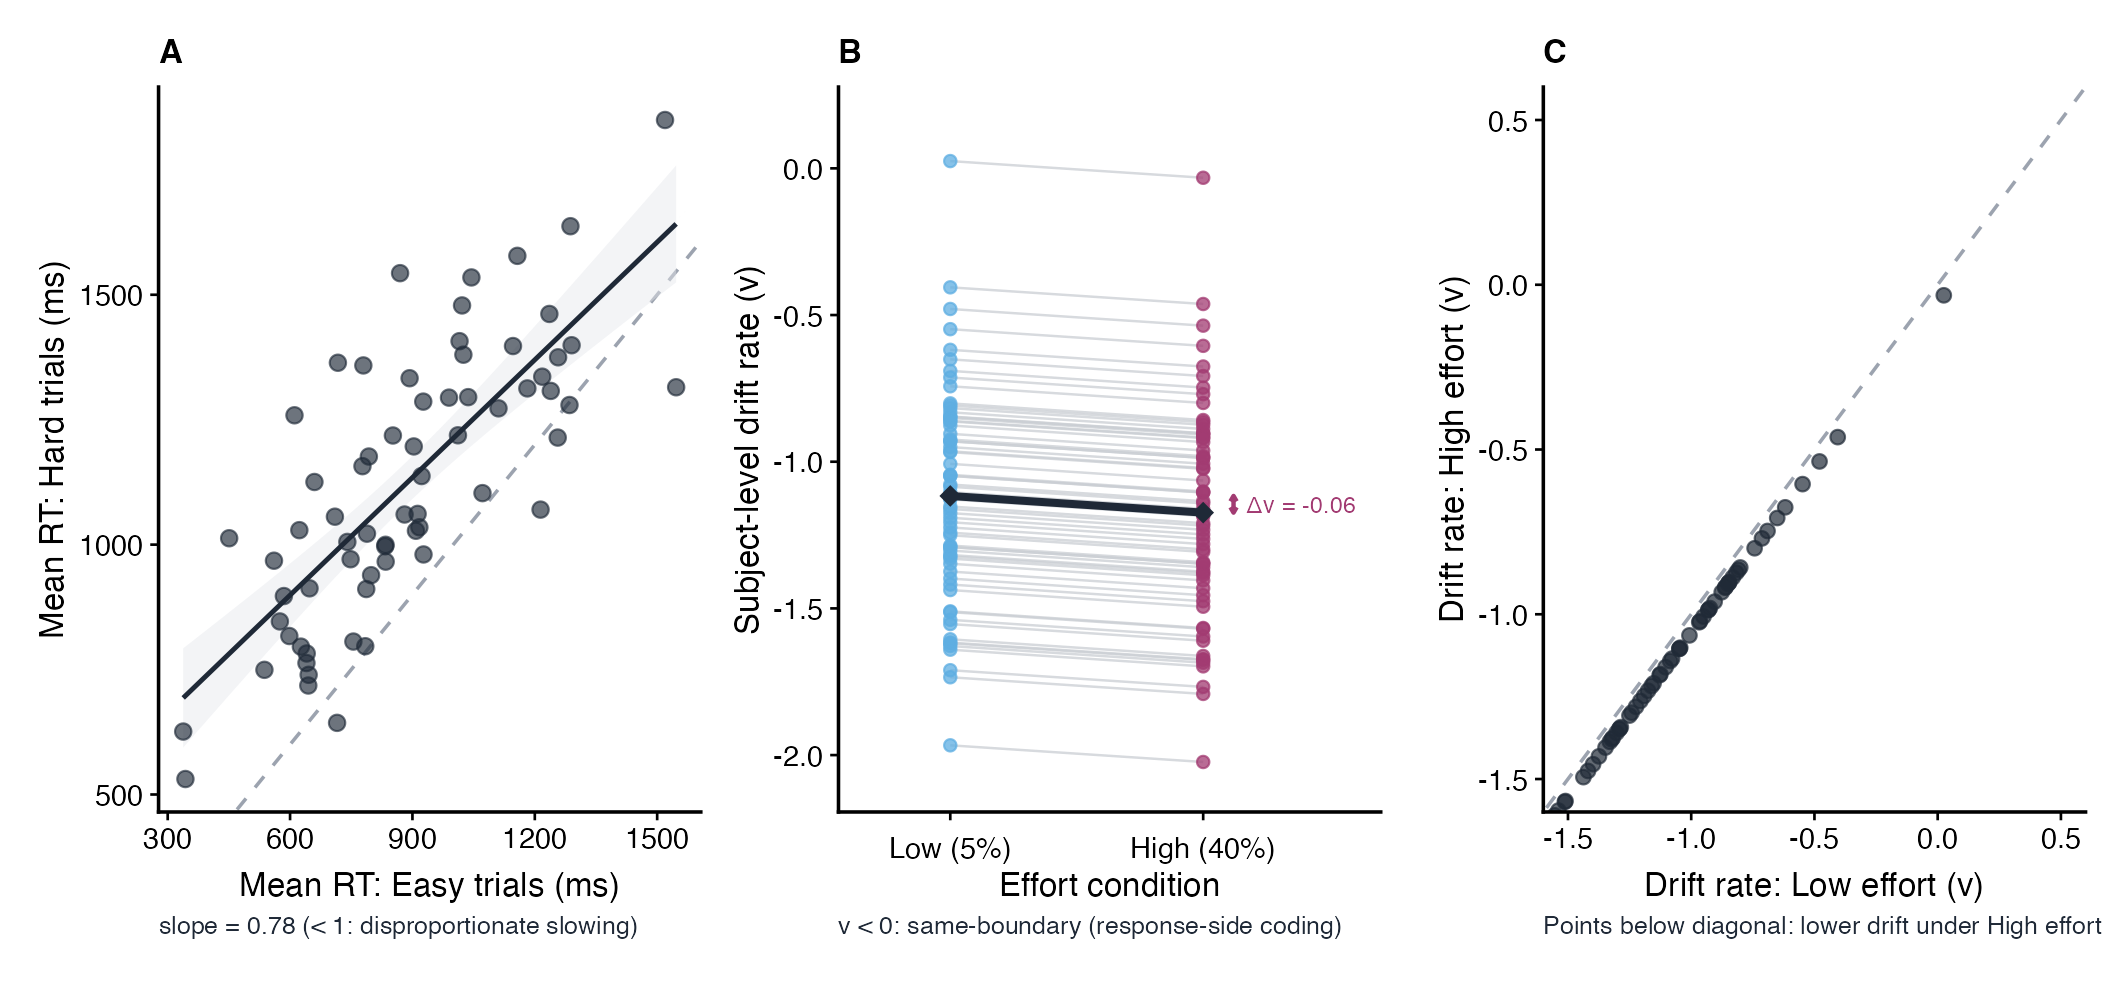 A
Mean RT: Hard trials (ms)
1500
1000
500
300 600 900 1200 1500
Mean RT: Easy trials (ms)
slope = 0.78 (< 1: disproportionate slowing)
B
Subject-level drift rate (v)
0.0
-0.5
-1.0
-1.5
-2.0
Δv = -0.06
Low (5%) High (40%)
Effort condition
v < 0: same-boundary (response-side coding)
C
Drift rate: High effort (v)
0.5
0.0
-0.5
-1.0
-1.5
-1.5 -1.0 -0.5 0.0 0.5
Drift rate: Low effort (v)
Points below diagonal: lower drift under High effort